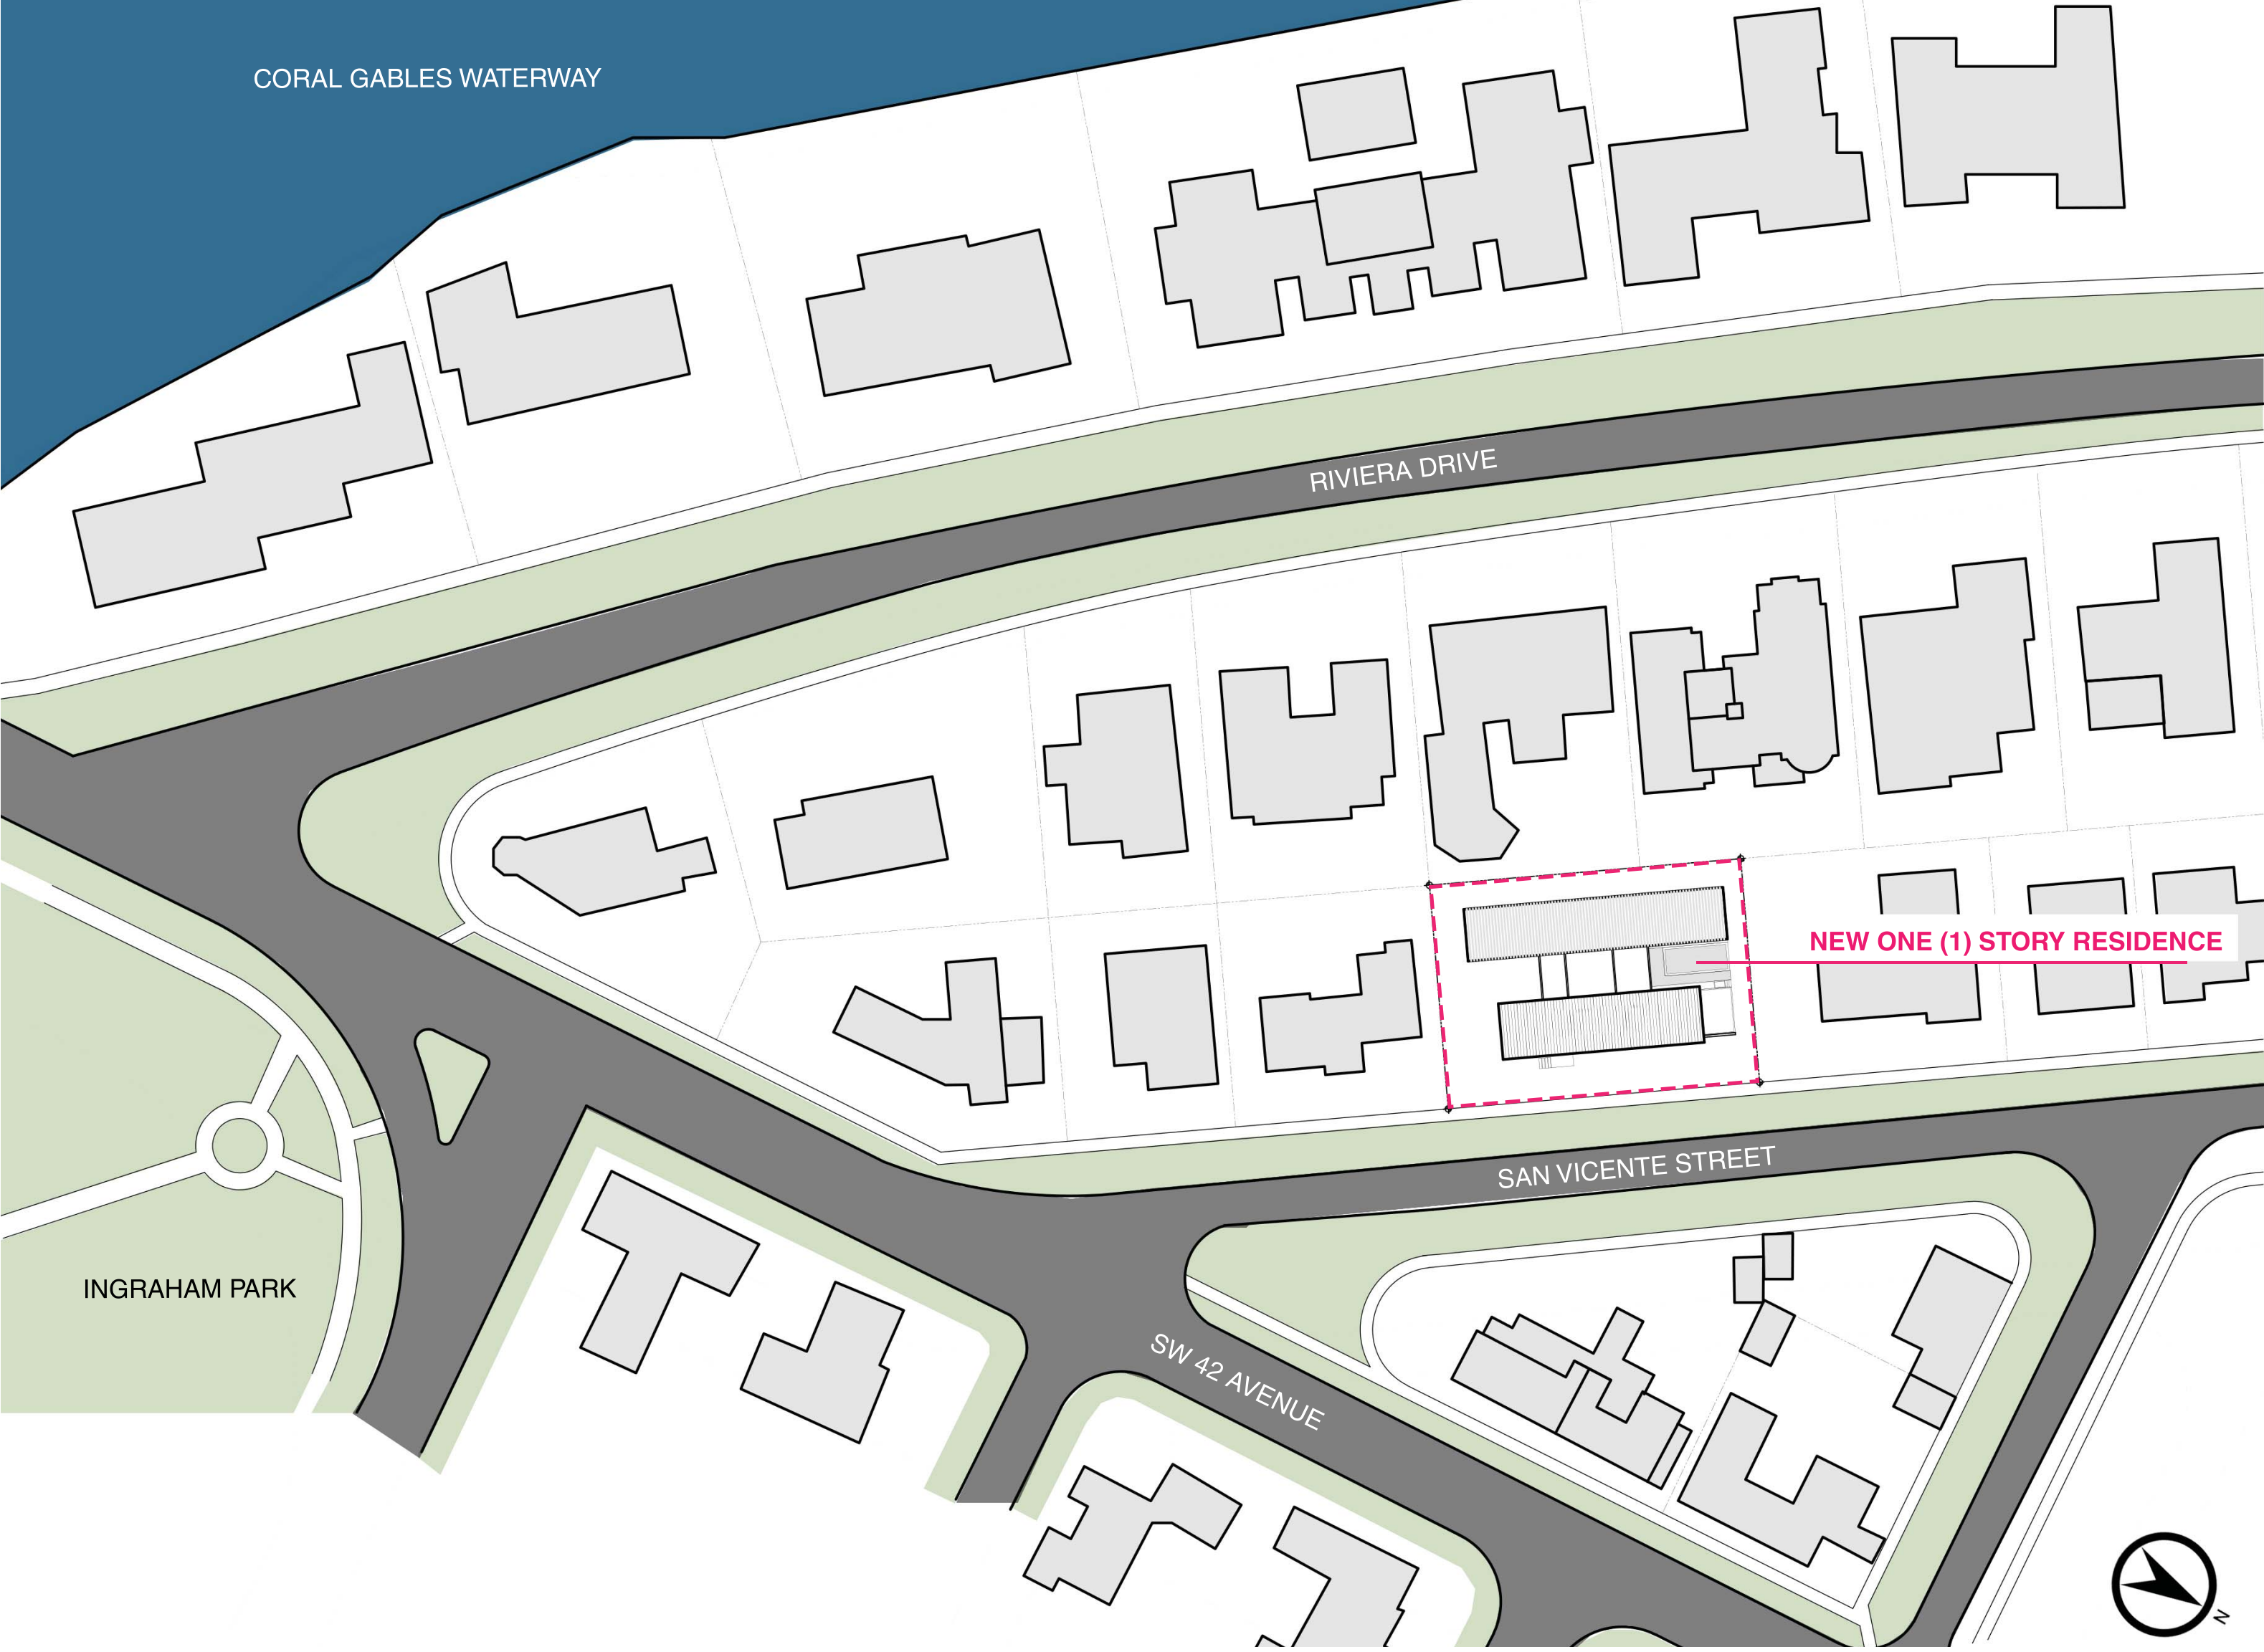 CORAL GABLES WATERWAY
RIVIERA DRIVE
NEW ONE (1) STORY RESIDENCE
SAN VICENTE STREET
INGRAHAM PARK
SW 42 AVENUE
N